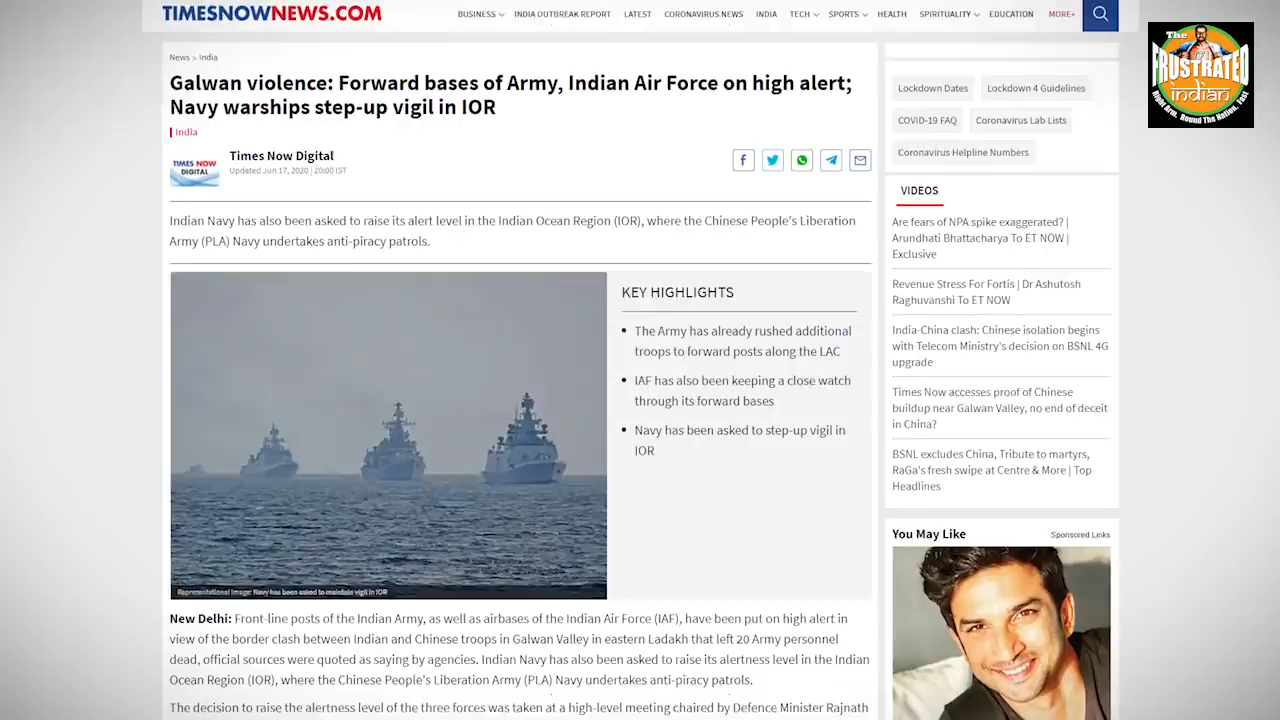 TIMESNOWNEWS.COM
BUSINESS INDIA OUTBREAK REPORT LATEST CORONAVIRUS NEWS INDIA TECH SPORTS HEALTH SPIRITUALITY EDUCATION MORE+
The
FRUSTRATED
indian
Right Arm, Round The Nation, Fast
News > India
Galwan violence: Forward bases of Army, Indian Air Force on high alert;
Navy warships step-up vigil in IOR
India
TIMES NOW
DIGITAL
Times Now Digital
Updated Jun 17, 2020 | 20:00 IST
Indian Navy has also been asked to raise its alert level in the Indian Ocean Region (IOR), where the Chinese People's Liberation
Army (PLA) Navy undertakes anti-piracy patrols.
Representational Image: Navy has been asked to maintain vigil in IOR
KEY HIGHLIGHTS
The Army has already rushed additional
troops to forward posts along the LAC
IAF has also been keeping a close watch
through its forward bases
Navy has been asked to step-up vigil in
IOR
New Delhi: Front-line posts of the Indian Army, as well as airbases of the Indian Air Force (IAF), have been put on high alert in
view of the border clash between Indian and Chinese troops in Galwan Valley in eastern Ladakh that left 20 Army personnel
dead, official sources were quoted as saying by agencies. Indian Navy has also been asked to raise its alertness level in the Indian
Ocean Region (IOR), where the Chinese People's Liberation Army (PLA) Navy undertakes anti-piracy patrols.
The decision to raise the alertness level of the three forces was taken at a high-level meeting chaired by Defence Minister Rajnath
Lockdown Dates Lockdown 4 Guidelines
COVID-19 FAQ Coronavirus Lab Lists
Coronavirus Helpline Numbers
VIDEOS
Are fears of NPA spike exaggerated? |
Arundhati Bhattacharya To ET NOW |
Exclusive
Revenue Stress For Fortis | Dr Ashutosh
Raghuvanshi To ET NOW
India-China clash: Chinese isolation begins
with Telecom Ministry's decision on BSNL 4G
upgrade
Times Now accesses proof of Chinese
buildup near Galwan Valley, no end of deceit
in China?
BSNL excludes China, Tribute to martyrs,
RaGa's fresh swipe at Centre & More | Top
Headlines
You May Like Sponsored Links